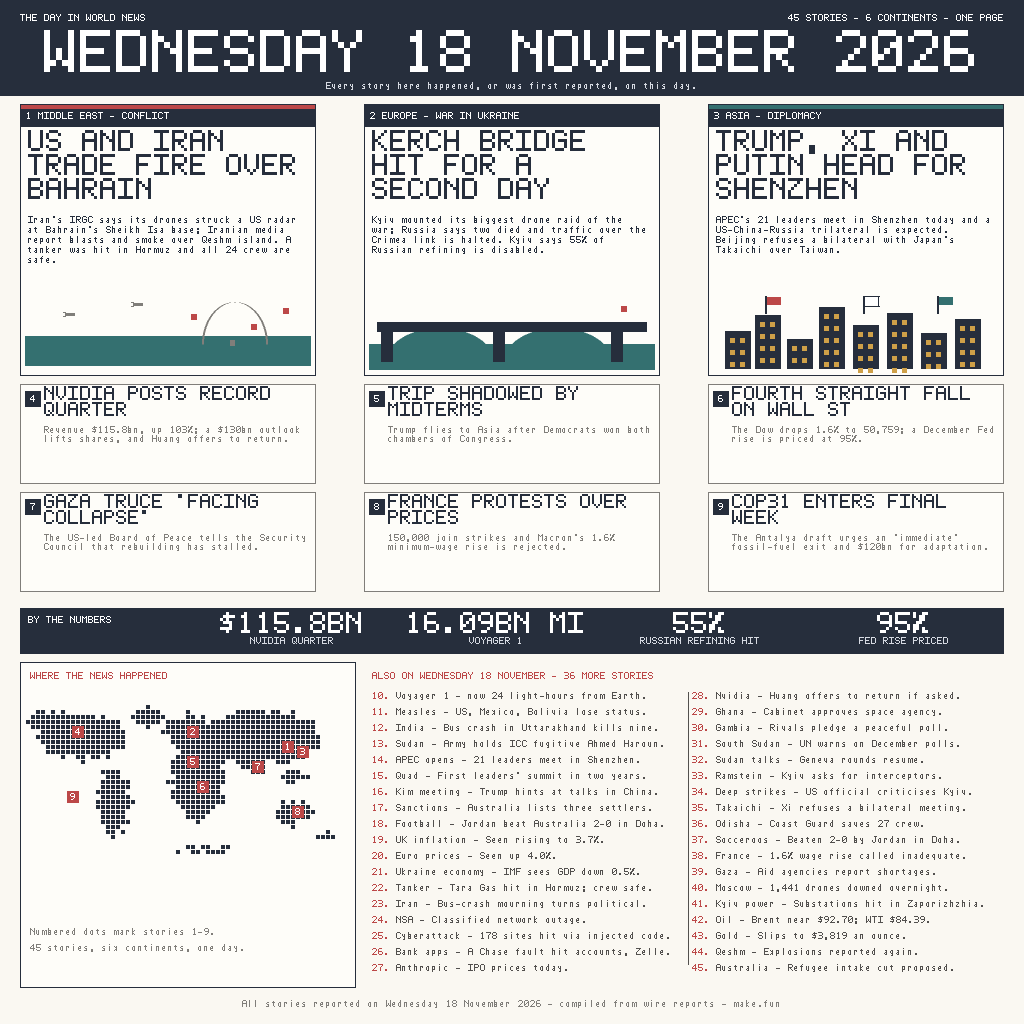 THE DAY IN WORLD NEWS
45 STORIES - 6 CONTINENTS - ONE PAGE
WEDNESDAY 18 NOVEMBER 2026
Every story here happened, or was first reported, on this day.
1 MIDDLE EAST - CONFLICT
US AND IRAN
TRADE FIRE OVER
BAHRAIN
Iran's IRGC says its drones struck a US radar
at Bahrain's Sheikh Isa base; Iranian media
report blasts and smoke over Qeshm island. A
tanker was hit in Hormuz and all 24 crew are
safe.
2 EUROPE - WAR IN UKRAINE
KERCH BRIDGE
HIT FOR A
SECOND DAY
Kyiv mounted its biggest drone raid of the
war; Russia says two died and traffic over the
Crimea link is halted. Kyiv says 55% of
Russian refining is disabled.
3 ASIA - DIPLOMACY
TRUMP, XI AND
PUTIN HEAD FOR
SHENZHEN
APEC's 21 leaders meet in Shenzhen today and a
US-China-Russia trilateral is expected.
Beijing refuses a bilateral with Japan's
Takaichi over Taiwan.
4
NVIDIA POSTS RECORD
QUARTER
Revenue $115.8bn, up 103%; a $130bn outlook
lifts shares, and Huang offers to return.
5
TRIP SHADOWED BY
MIDTERMS
Trump flies to Asia after Democrats won both
chambers of Congress.
6
FOURTH STRAIGHT FALL
ON WALL ST
The Dow drops 1.6% to 50,759; a December Fed
rise is priced at 95%.
7
GAZA TRUCE 'FACING
COLLAPSE'
The US-led Board of Peace tells the Security
Council that rebuilding has stalled.
8
FRANCE PROTESTS OVER
PRICES
150,000 join strikes and Macron's 1.6%
minimum-wage rise is rejected.
9
COP31 ENTERS FINAL
WEEK
The Antalya draft urges an "immediate"
fossil-fuel exit and $120bn for adaptation.
BY THE NUMBERS
$115.8BN
NVIDIA QUARTER
16.09BN MI
VOYAGER 1
55%
RUSSIAN REFINING HIT
95%
FED RISE PRICED
WHERE THE NEWS HAPPENED
4
2
1
3
5
7
6
9
8
Numbered dots mark stories 1-9.
45 stories, six continents, one day.
ALSO ON WEDNESDAY 18 NOVEMBER - 36 MORE STORIES
10. Voyager 1 - now 24 light-hours from Earth.
11. Measles - US, Mexico, Bolivia lose status.
12. India - Bus crash in Uttarakhand kills nine.
13. Sudan - Army holds ICC fugitive Ahmed Haroun.
14. APEC opens - 21 leaders meet in Shenzhen.
15. Quad - First leaders' summit in two years.
16. Kim meeting - Trump hints at talks in China.
17. Sanctions - Australia lists three settlers.
18. Football - Jordan beat Australia 2-0 in Doha.
19. UK inflation - Seen rising to 3.7%.
20. Euro prices - Seen up 4.0%.
21. Ukraine economy - IMF sees GDP down 0.5%.
22. Tanker - Tara Gas hit in Hormuz; crew safe.
23. Iran - Bus-crash mourning turns political.
24. NSA - Classified network outage.
25. Cyberattack - 178 sites hit via injected code.
26. Bank apps - A Chase fault hit accounts, Zelle.
27. Anthropic - IPO prices today.
28. Nvidia - Huang offers to return if asked.
29. Ghana - Cabinet approves space agency.
30. Gambia - Rivals pledge a peaceful poll.
31. South Sudan - UN warns on December polls.
32. Sudan talks - Geneva rounds resume.
33. Ramstein - Kyiv asks for interceptors.
34. Deep strikes - US official criticises Kyiv.
35. Takaichi - Xi refuses a bilateral meeting.
36. Odisha - Coast Guard saves 27 crew.
37. Socceroos - Beaten 2-0 by Jordan in Doha.
38. France - 1.6% wage rise called inadequate.
39. Gaza - Aid agencies report shortages.
40. Moscow - 1,441 drones downed overnight.
41. Kyiv power - Substations hit in Zaporizhzhia.
42. Oil - Brent near $92.70; WTI $84.39.
43. Gold - Slips to $3,819 an ounce.
44. Qeshm - Explosions reported again.
45. Australia - Refugee intake cut proposed.
All stories reported on Wednesday 18 November 2026 - compiled from wire reports - make.fun